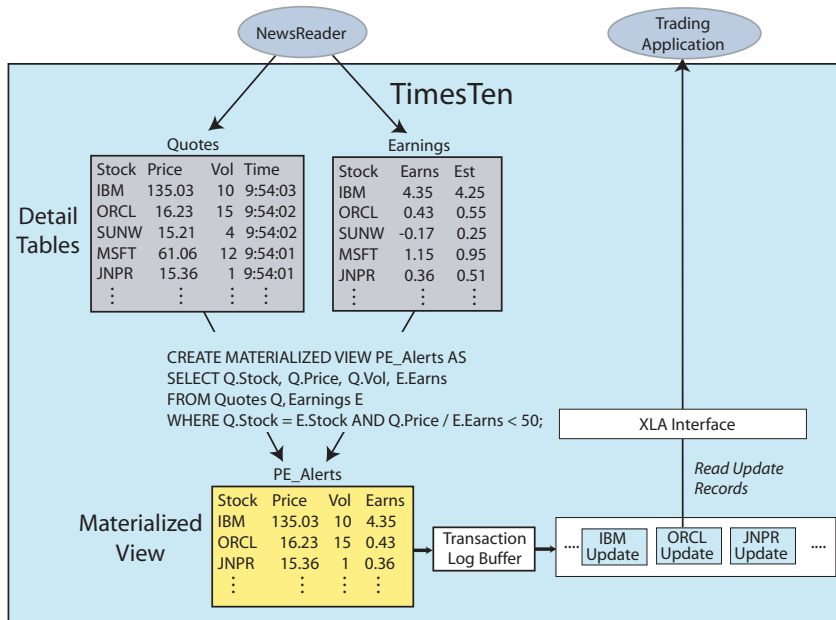 NewsReader
Trading
Application
TimesTen
Quotes
Stock Price Vol Time
IBM 135.03 10 9:54:03
ORCL 16.23 15 9:54:02
SUNW 15.21 4 9:54:02
MSFT 61.06 12 9:54:01
JNPR 15.36 1 9:54:01
⋮ ⋮ ⋮ ⋮
Earnings
Stock Earns Est
IBM 4.35 4.25
ORCL 0.43 0.55
SUNW -0.17 0.25
MSFT 1.15 0.95
JNPR 0.36 0.51
⋮ ⋮ ⋮
Detail
Tables
CREATE MATERIALIZED VIEW PE_Alerts AS
SELECT Q.Stock, Q.Price, Q.Vol, E.Earns
FROM Quotes Q, Earnings E
WHERE Q.Stock = E.Stock AND Q.Price / E.Earns < 50;
XLA Interface
Read Update
Records
PE_Alerts
Stock Price Vol Earns
IBM 135.03 10 4.35
ORCL 16.23 15 0.43
JNPR 15.36 1 0.36
⋮ ⋮ ⋮ ⋮
Materialized
View
Transaction
Log Buffer
....
IBM
Update
ORCL
Update
JNPR
Update
....